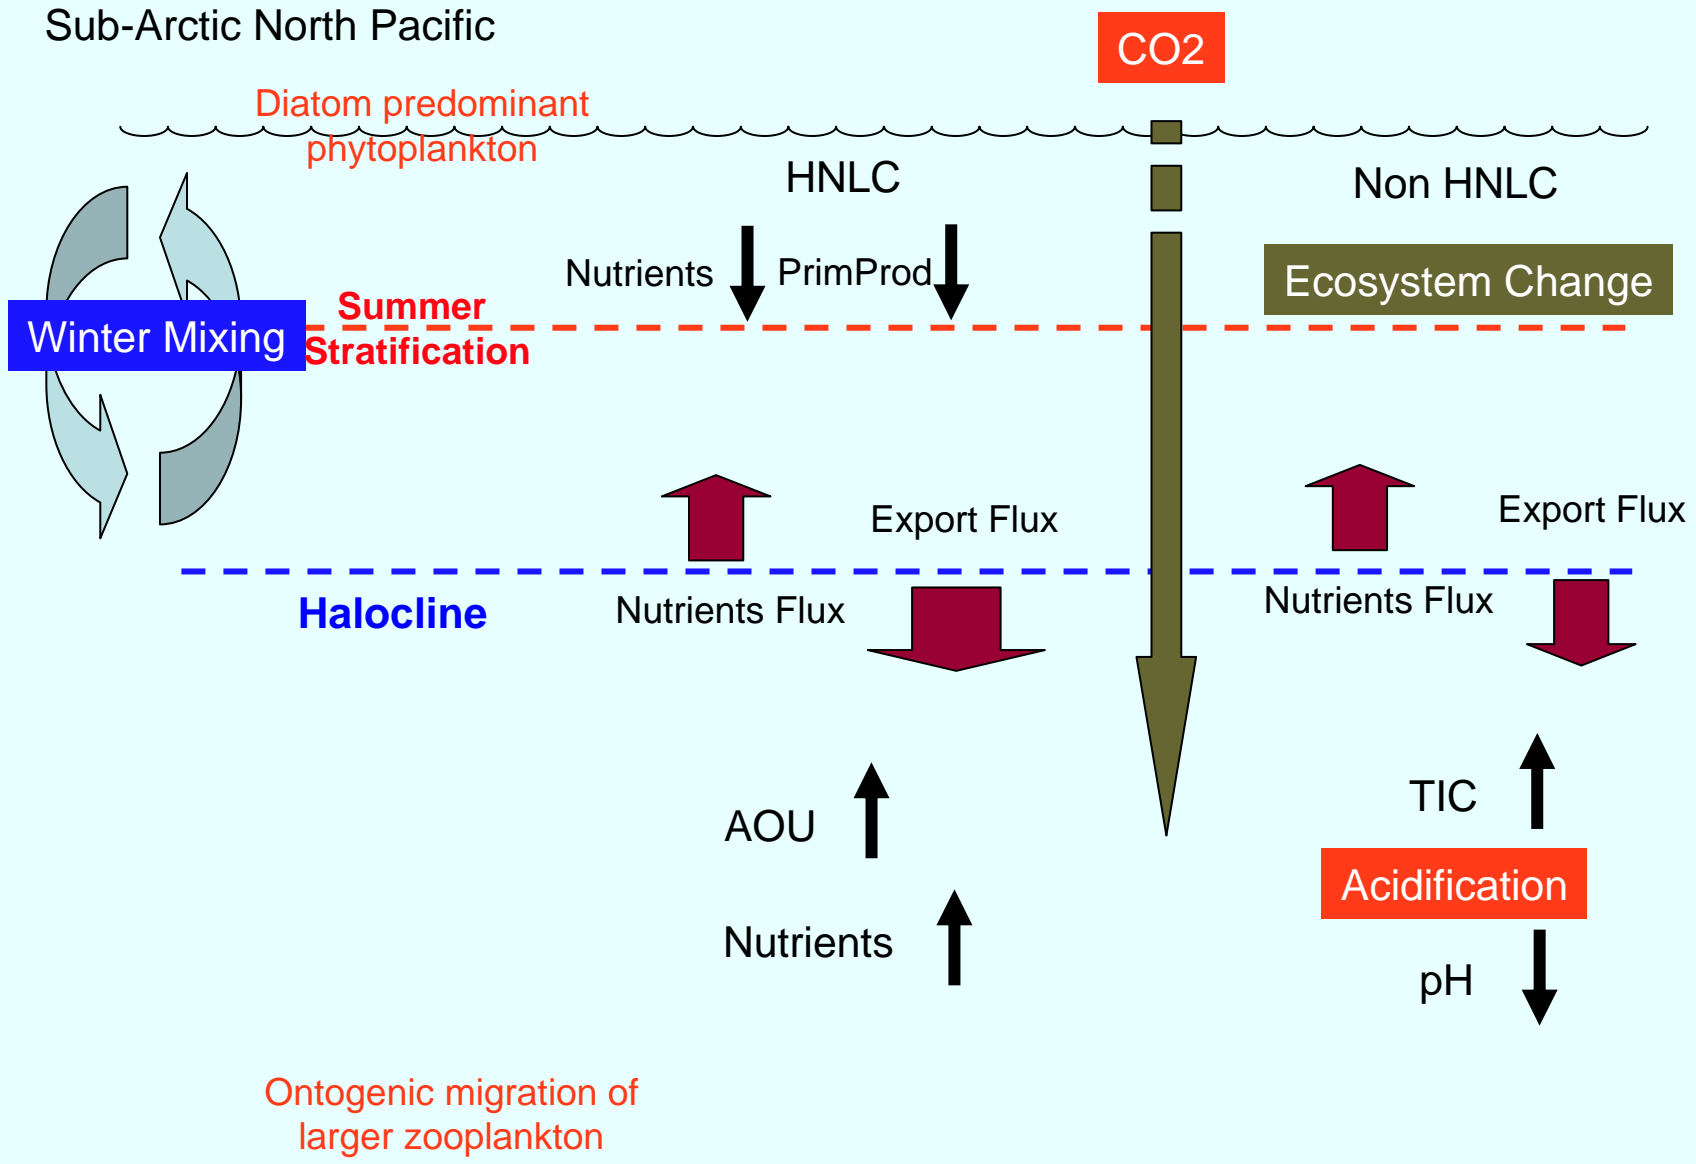 Sub-Arctic North Pacific
CO2
Diatom predominant
phytoplankton
HNLC
Non HNLC
Nutrients
PrimProd
Ecosystem Change
Summer
Stratification
Winter Mixing
Export Flux
Export Flux
Halocline
Nutrients Flux
Nutrients Flux
AOU
TIC
Acidification
Nutrients
pH
Ontogenic migration of
larger zooplankton